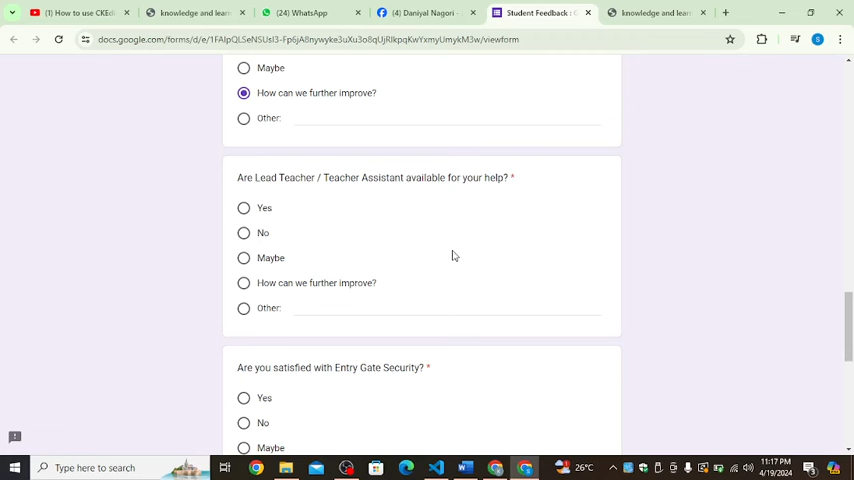 (1) How to use CKEdi
knowledge and lear
(24) WhatsApp
(4) Daniyal Nagori -
Student Feedback : G
knowledge and lear
docs.google.com/forms/d/e/1FAIpQLSeNSUsI3-Fp6jA8nywyke3uXu3o8qUjRlkpqKwYxmyUmykM3w/viewform
Maybe
How can we further improve?
Other:
Are Lead Teacher / Teacher Assistant available for your help? *
Yes
No
Maybe
How can we further improve?
Other:
Are you satisfied with Entry Gate Security? *
Yes
No
Maybe
Type here to search
26°C
11:17 PM
4/19/2024